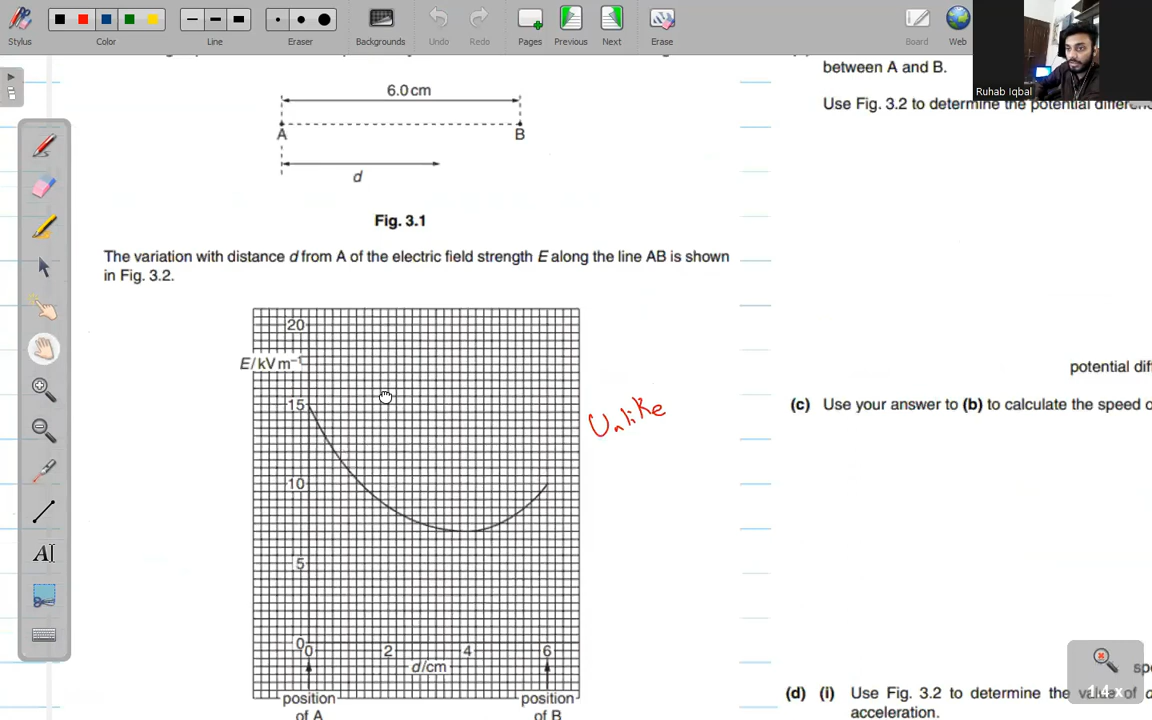 Stylus
Color
Line
Eraser
Backgrounds
Undo
Redo
Pages
Previous
Next
Erase
Board
Web
Ruhab Iqbal
6.0 cm
A
B
d
Fig. 3.1
The variation with distance d from A of the electric field strength E along the line AB is shown
in Fig. 3.2.
20
E/kV m⁻¹
15
10
5
0
0
2
4
6
d/cm
position
of A
position
of B
Unlike
between A and B.
Use Fig. 3.2 to determine the potential
potential
(c) Use your answer to (b) to calculate the speed
(d) (i) Use Fig. 3.2 to determine the value of
acceleration.
1.4 x